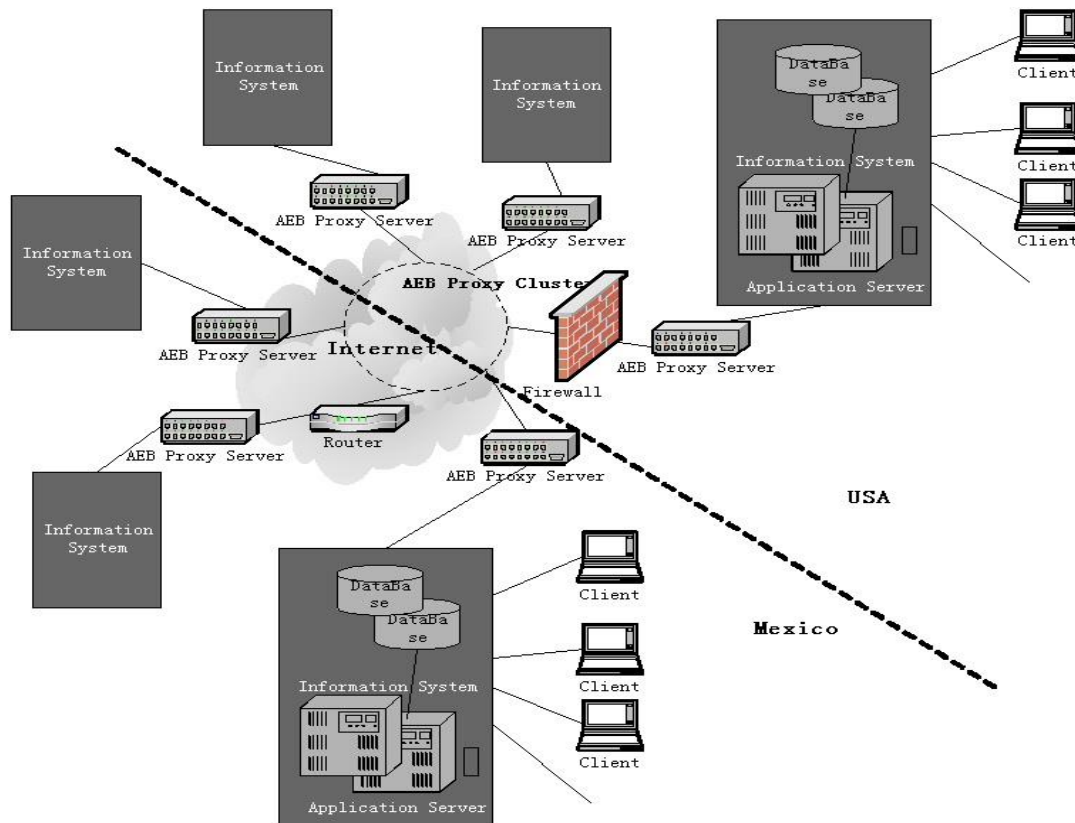 Information
System
Information
System
DataBa
se
DataBa
se
Information System
Application Server
Client
Client
Client
AEB Proxy Server
AEB Proxy Server
Information
System
AEB Proxy Cluster
AEB Proxy Server
Internet
Firewall
AEB Proxy Server
Router
AEB Proxy Server
AEB Proxy Server
Information
System
USA
Mexico
DataBa
se
DataBa
se
Information System
Application Server
Client
Client
Client